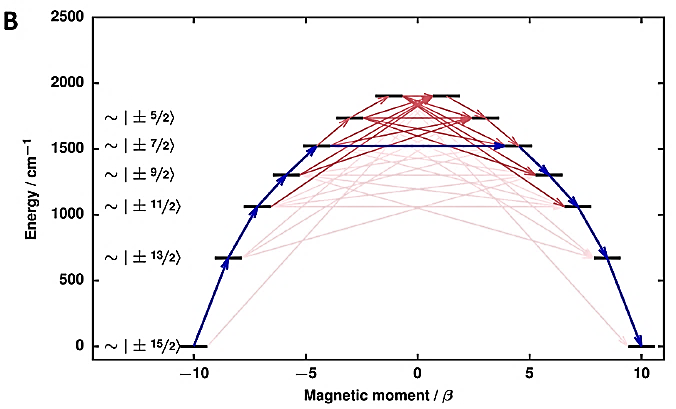 B
2500
2000
1500
1000
500
0
Energy / cm⁻¹
~ | ± 5/2⟩
~ | ± 7/2⟩
~ | ± 9/2⟩
~ | ± 11/2⟩
~ | ± 13/2⟩
~ | ± 15/2⟩
−10 −5 0 5 10
Magnetic moment / β